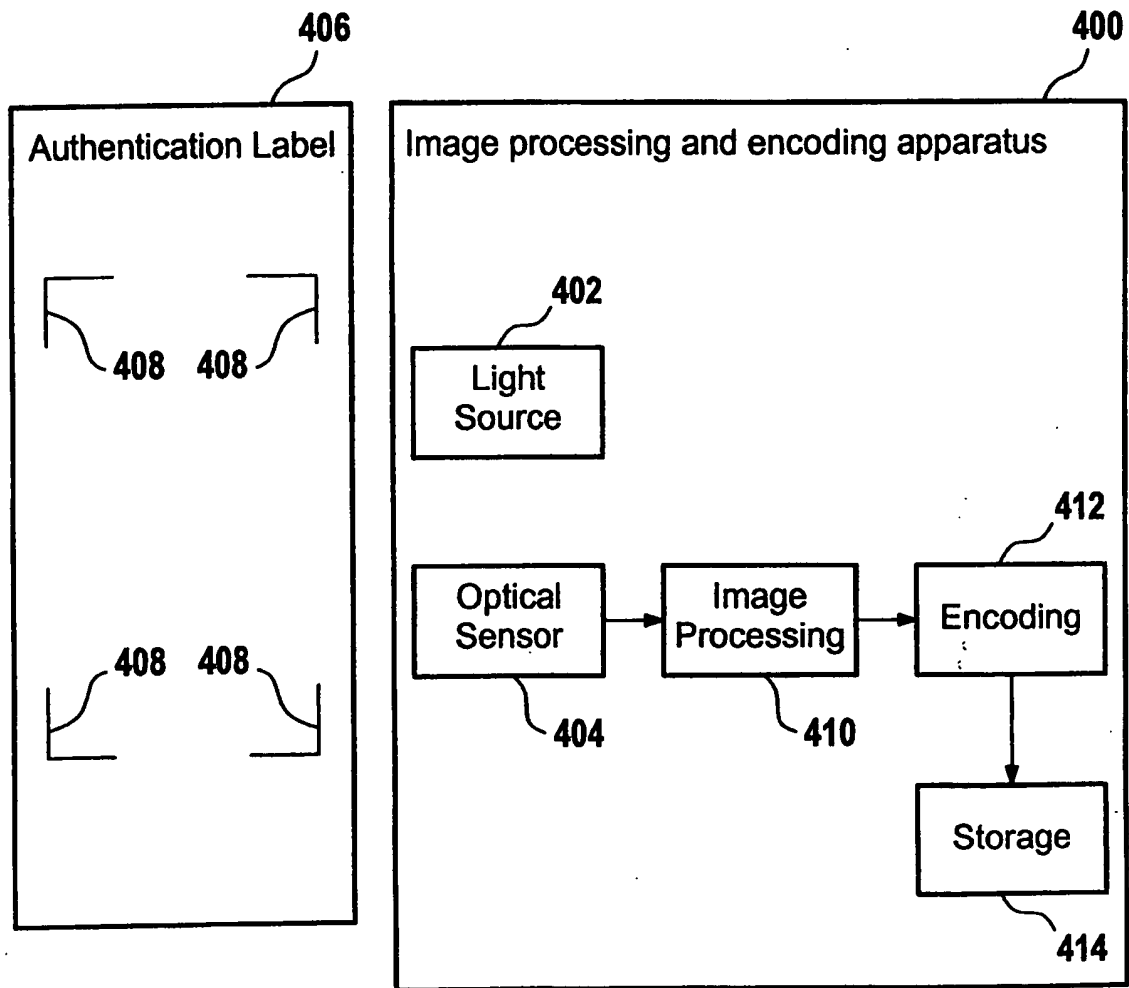 406
400
Authentication Label
Image processing and encoding apparatus
402
408 408
Light
Source
412
Optical
Sensor
Image
Processing
Encoding
408 408
404
410
Storage
414